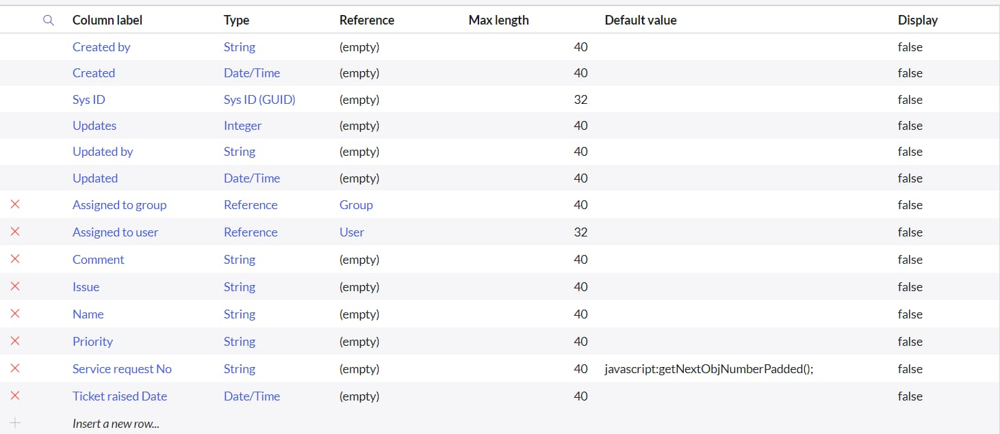 Column label Type Reference Max length Default value Display
Created by String (empty) 40 false
Created Date/Time (empty) 40 false
Sys ID Sys ID (GUID) (empty) 32 false
Updates Integer (empty) 40 false
Updated by String (empty) 40 false
Updated Date/Time (empty) 40 false
Assigned to group Reference Group 40 false
Assigned to user Reference User 32 false
Comment String (empty) 40 false
Issue String (empty) 40 false
Name String (empty) 40 false
Priority String (empty) 40 false
Service request No String (empty) 40 javascript:getNextObjNumberPadded(); false
Ticket raised Date Date/Time (empty) 40 false
Insert a new row...